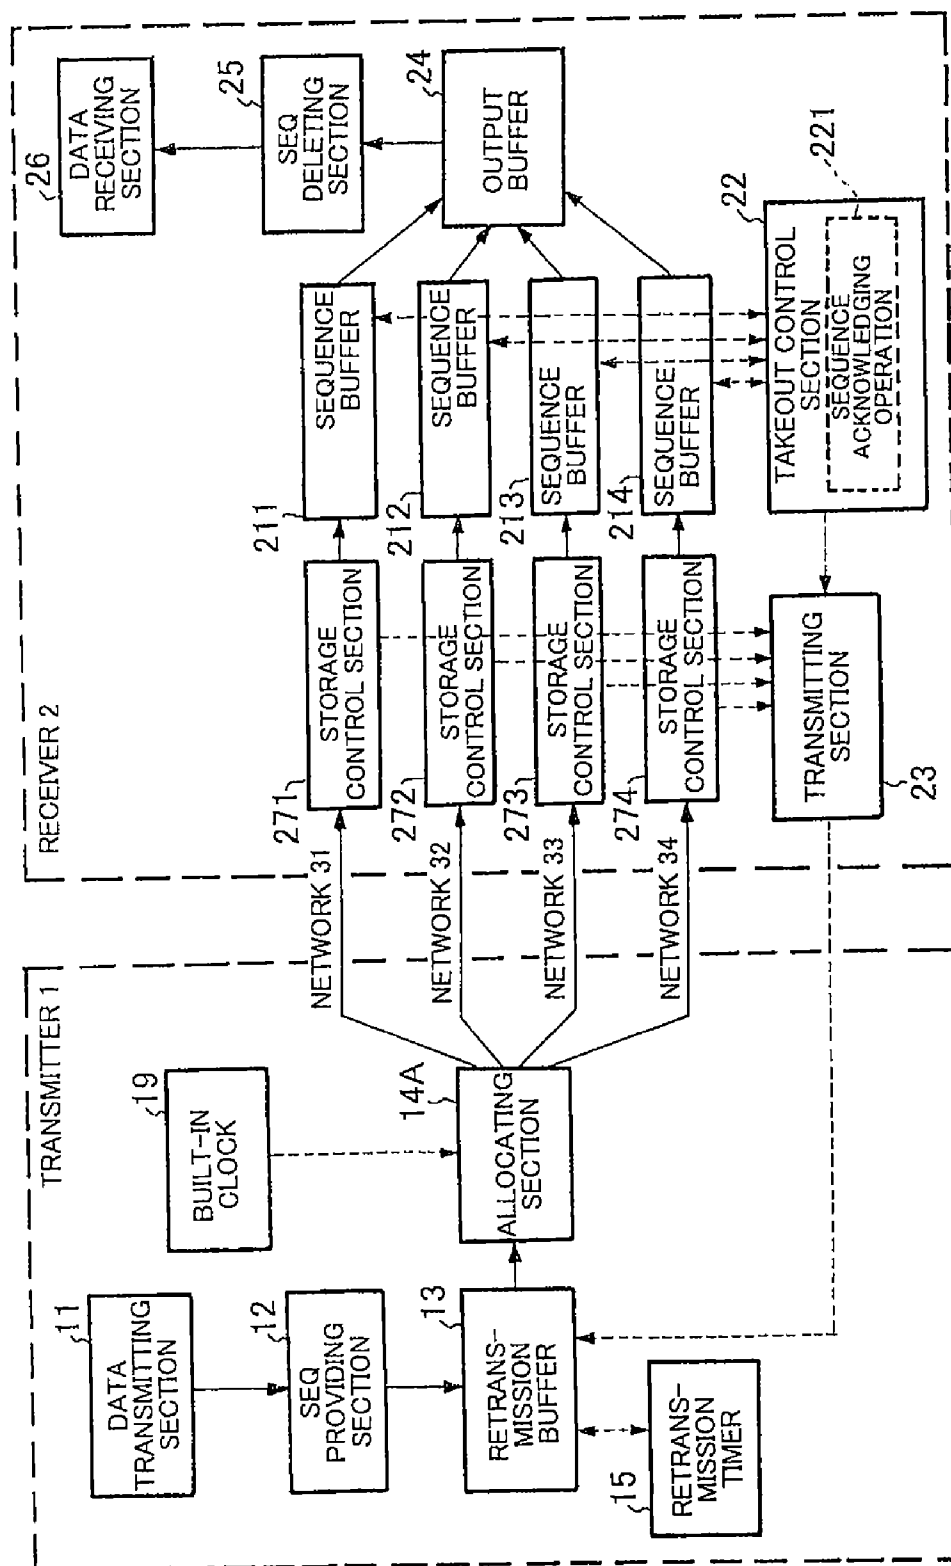 TRANSMITTER 1
11
DATA
TRANSMITTING
SECTION
12
SEQ
PROVIDING
SECTION
13
RETRANS-
MISSION
BUFFER
15
RETRANS-
MISSION
TIMER
19
BUILT-IN
CLOCK
14A
ALLOCATING
SECTION
NETWORK 31
NETWORK 32
NETWORK 33
NETWORK 34
RECEIVER 2
271
STORAGE
CONTROL SECTION
272
STORAGE
CONTROL SECTION
273
STORAGE
CONTROL SECTION
274
STORAGE
CONTROL SECTION
TRANSMITTING
SECTION
23
211
SEQUENCE
BUFFER
212
SEQUENCE
BUFFER
213
SEQUENCE
BUFFER
214
SEQUENCE
BUFFER
22
TAKEOUT CONTROL
SECTION
SEQUENCE
ACKNOWLEDGING
OPERATION
221
24
OUTPUT
BUFFER
25
SEQ
DELETING
SECTION
26
DATA
RECEIVING
SECTION